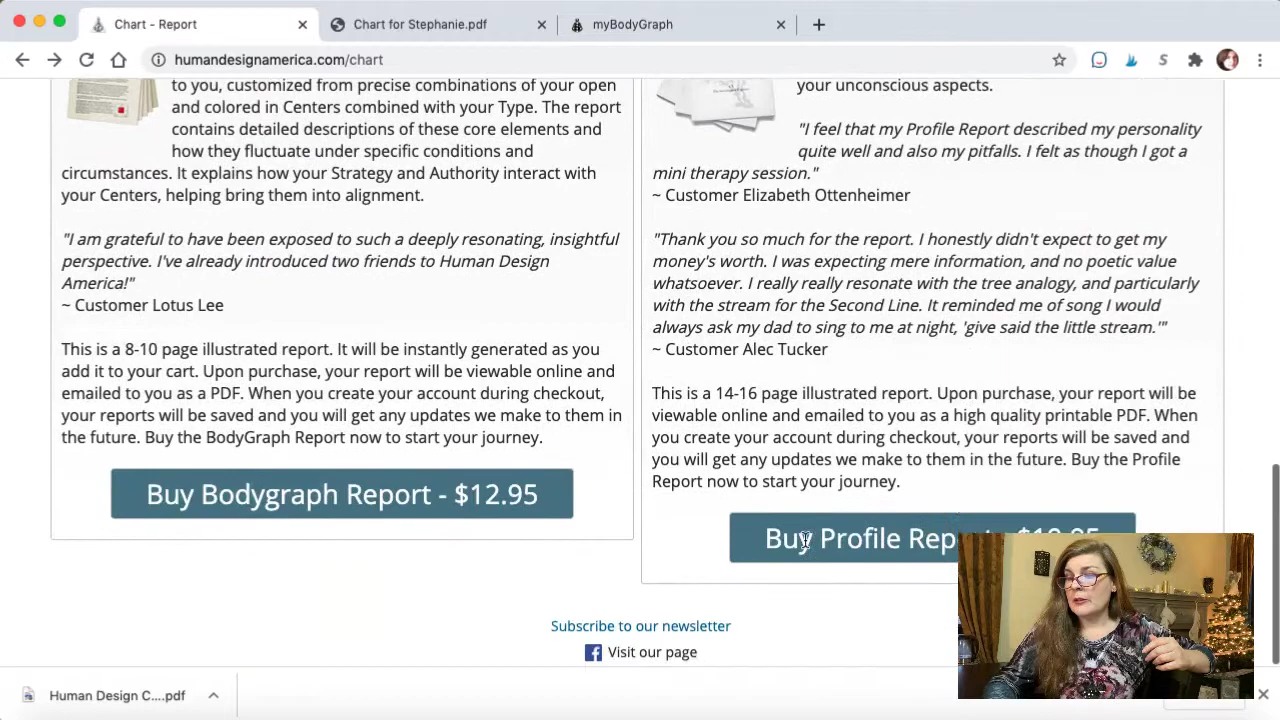 Chart - Report
Chart for Stephanie.pdf
myBodyGraph
humandesignamerica.com/chart
to you, customized from precise combinations of your open
and colored in Centers combined with your Type. The report
contains detailed descriptions of these core elements and
how they fluctuate under specific conditions and
circumstances. It explains how your Strategy and Authority interact with
your Centers, helping bring them into alignment.
"I am grateful to have been exposed to such a deeply resonating, insightful
perspective. I've already introduced two friends to Human Design
America!"
~ Customer Lotus Lee
This is a 8-10 page illustrated report. It will be instantly generated as you
add it to your cart. Upon purchase, your report will be viewable online and
emailed to you as a PDF. When you create your account during checkout,
your reports will be saved and you will get any updates we make to them in
the future. Buy the BodyGraph Report now to start your journey.
Buy Bodygraph Report - $12.95
your unconscious aspects.
"I feel that my Profile Report described my personality
quite well and also my pitfalls. I felt as though I got a
mini therapy session."
~ Customer Elizabeth Ottenheimer
"Thank you so much for the report. I honestly didn't expect to get my
money's worth. I was expecting mere information, and no poetic value
whatsoever. I really really resonate with the tree analogy, and particularly
with the stream for the Second Line. It reminded me of song I would
always ask my dad to sing to me at night, 'give said the little stream.'"
~ Customer Alec Tucker
This is a 14-16 page illustrated report. Upon purchase, your report will be
viewable online and emailed to you as a high quality printable PDF. When
you create your account during checkout, your reports will be saved and
you will get any updates we make to them in the future. Buy the Profile
Report now to start your journey.
Buy Profile
Subscribe to our newsletter
Visit our page
Human Design C....pdf